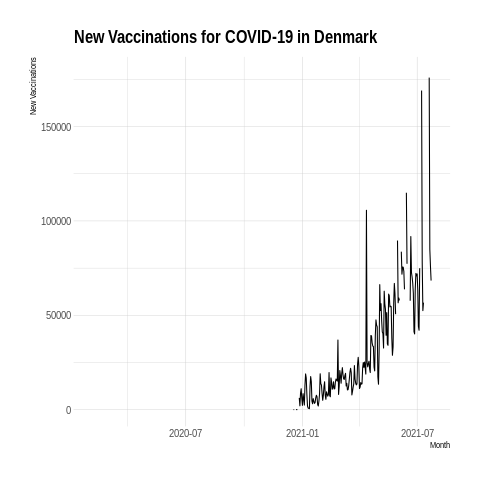 New Vaccinations for COVID-19 in Denmark
New Vaccinations
150000
100000
50000
0
2020-07 2021-01 2021-07
Month